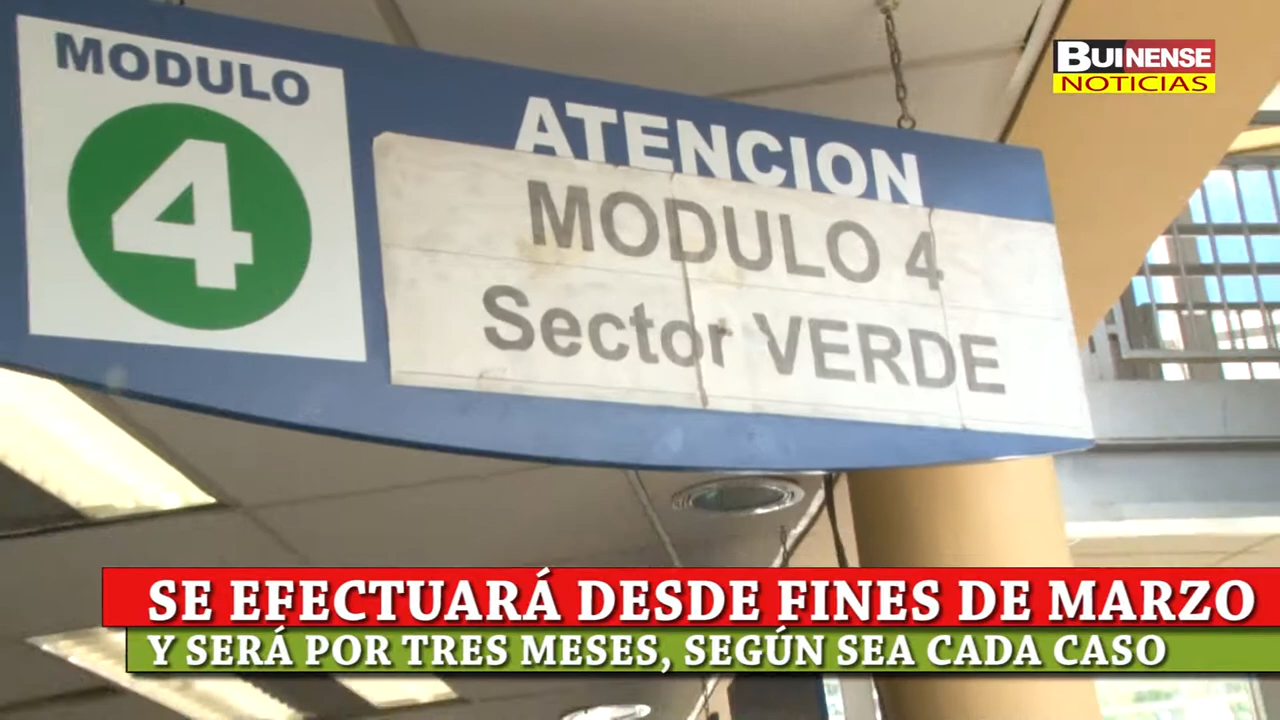 MODULO
4
ATENCION
MODULO 4
Sector VERDE
BUINENSE
NOTICIAS
SE EFECTUARÁ DESDE FINES DE MARZO
Y SERÁ POR TRES MESES, SEGÚN SEA CADA CASO